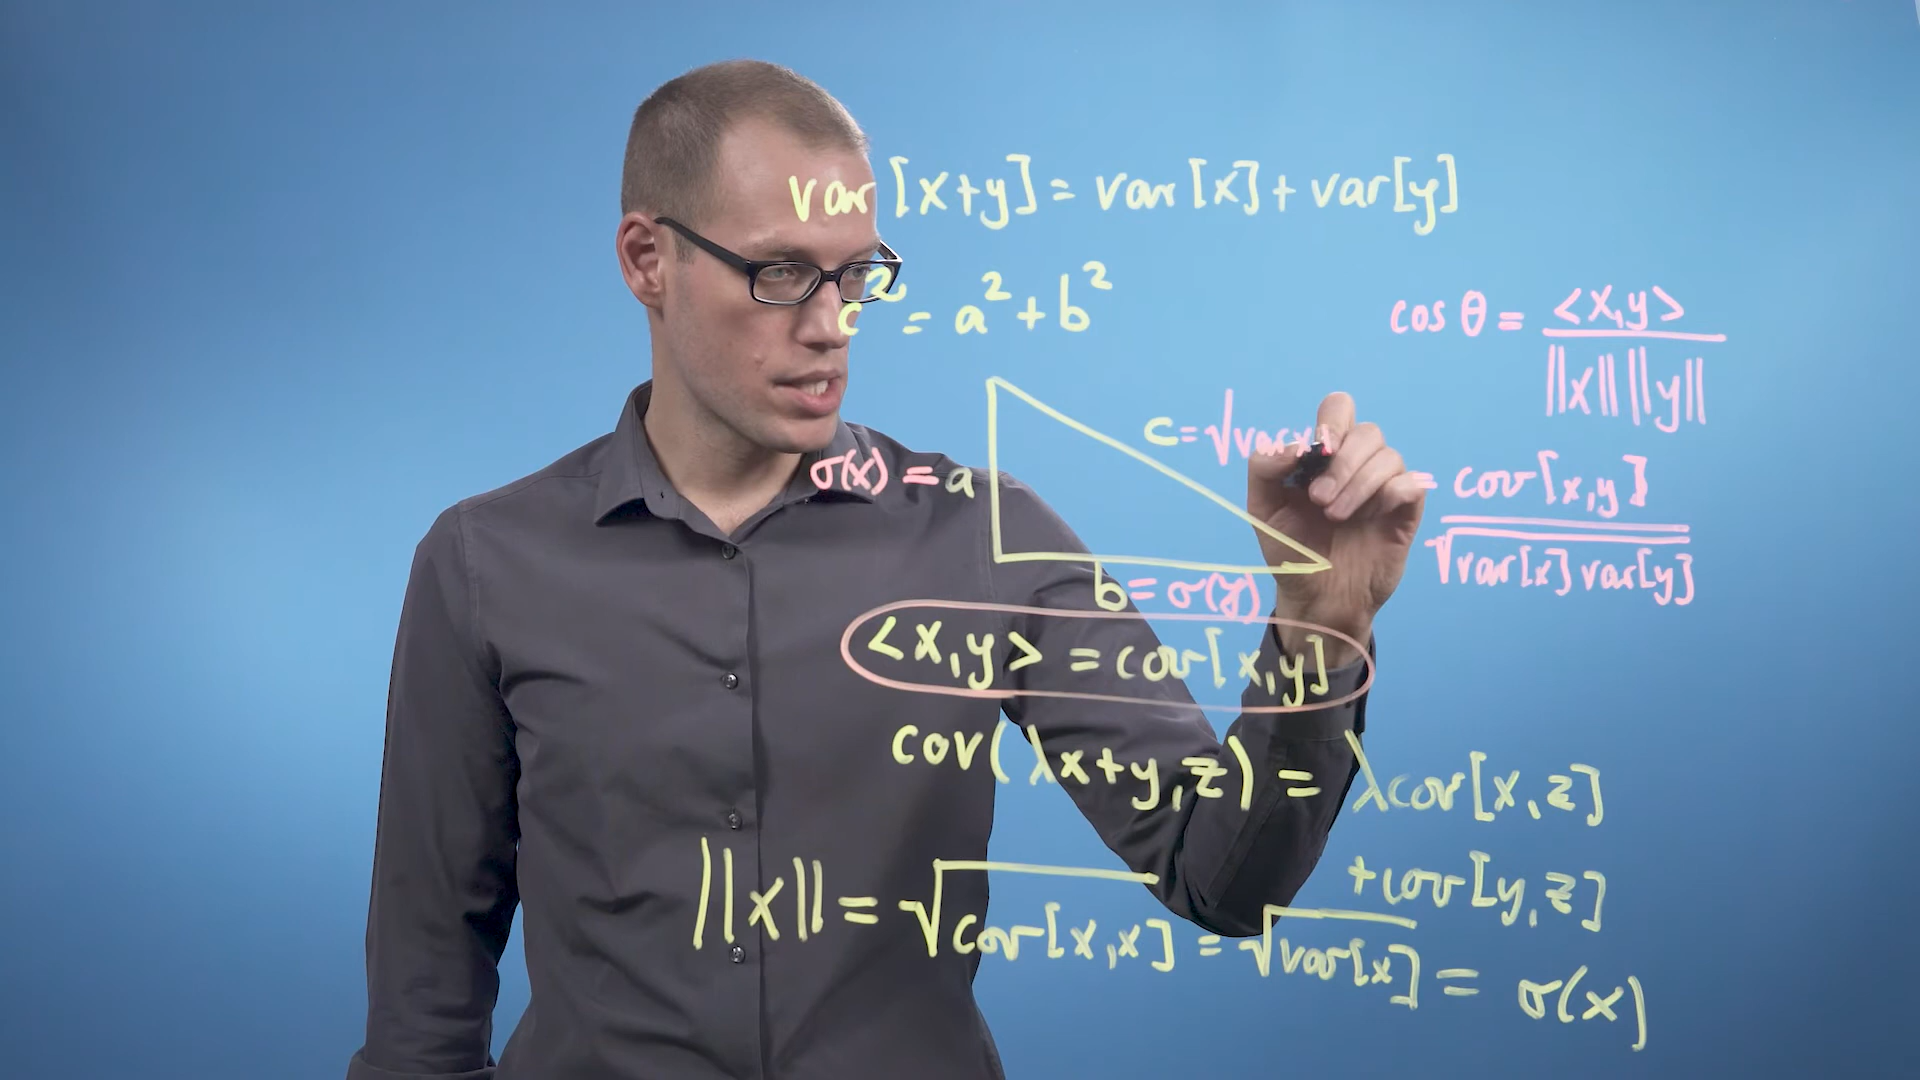 var[x+y] = var[x] + var[y]
c² = a² + b²
cos θ = <x,y> / ||x|| ||y||
c = √var x
σ(x) = a
= cov[x,y] / √var[x] var[y]
b = σ(y)
<x,y> = cov[x,y]
cov(λx+y,z) = λcov[x,z]
+cov[y,z]
||x|| = √cov[x,x] = √var[x] = σ(x)